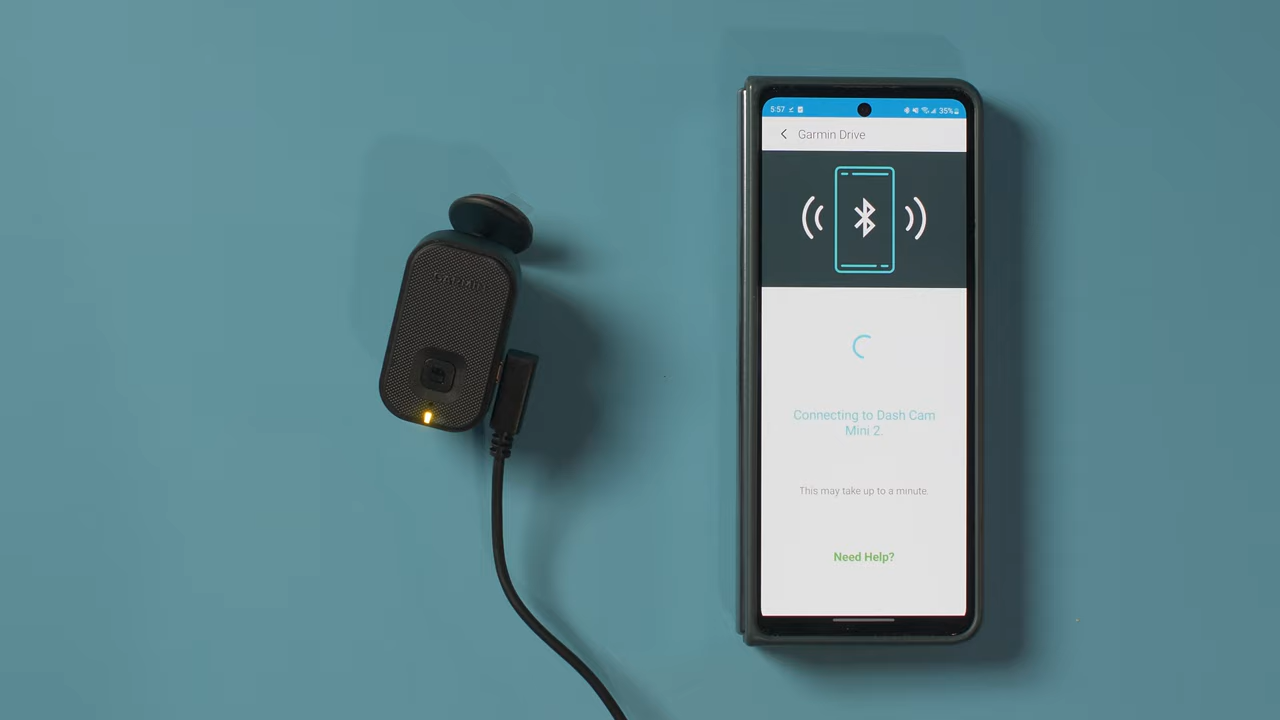 GARMIN
5:57
35%
Garmin Drive
Connecting to Dash Cam
Mini 2.
This may take up to a minute.
Need Help?